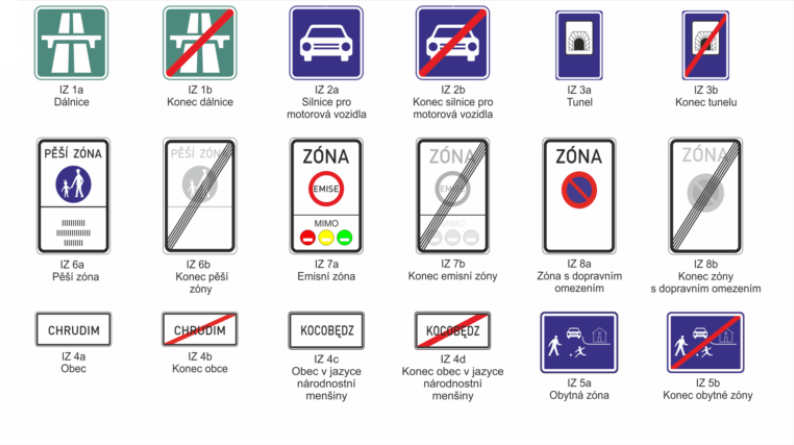 IZ 1a
Dálnice
IZ 1b
Konec dálnice
IZ 2a
Silnice pro
motorová vozidla
IZ 2b
Konec silnice pro
motorová vozidla
IZ 3a
Tunel
IZ 3b
Konec tunelu
PĚŠÍ ZÓNA
IZ 6a
Pěší zóna
PĚŠÍ ZÓNA
IZ 6b
Konec pěší
zóny
ZÓNA
EMISE
MIMO
IZ 7a
Emisní zóna
ZÓNA
EMISE
MIMO
IZ 7b
Konec emisní zóny
ZÓNA
IZ 8a
Zóna s dopravním
omezením
ZÓNA
IZ 8b
Konec zóny
s dopravním omezením
CHRUDIM
IZ 4a
Obec
CHRUDIM
IZ 4b
Konec obce
KOCOBĘDZ
IZ 4c
Obec v jazyce
národnostní
menšiny
KOCOBĘDZ
IZ 4d
Konec obec v jazyce
národnostní
menšiny
IZ 5a
Obytná zóna
IZ 5b
Konec obytné zóny